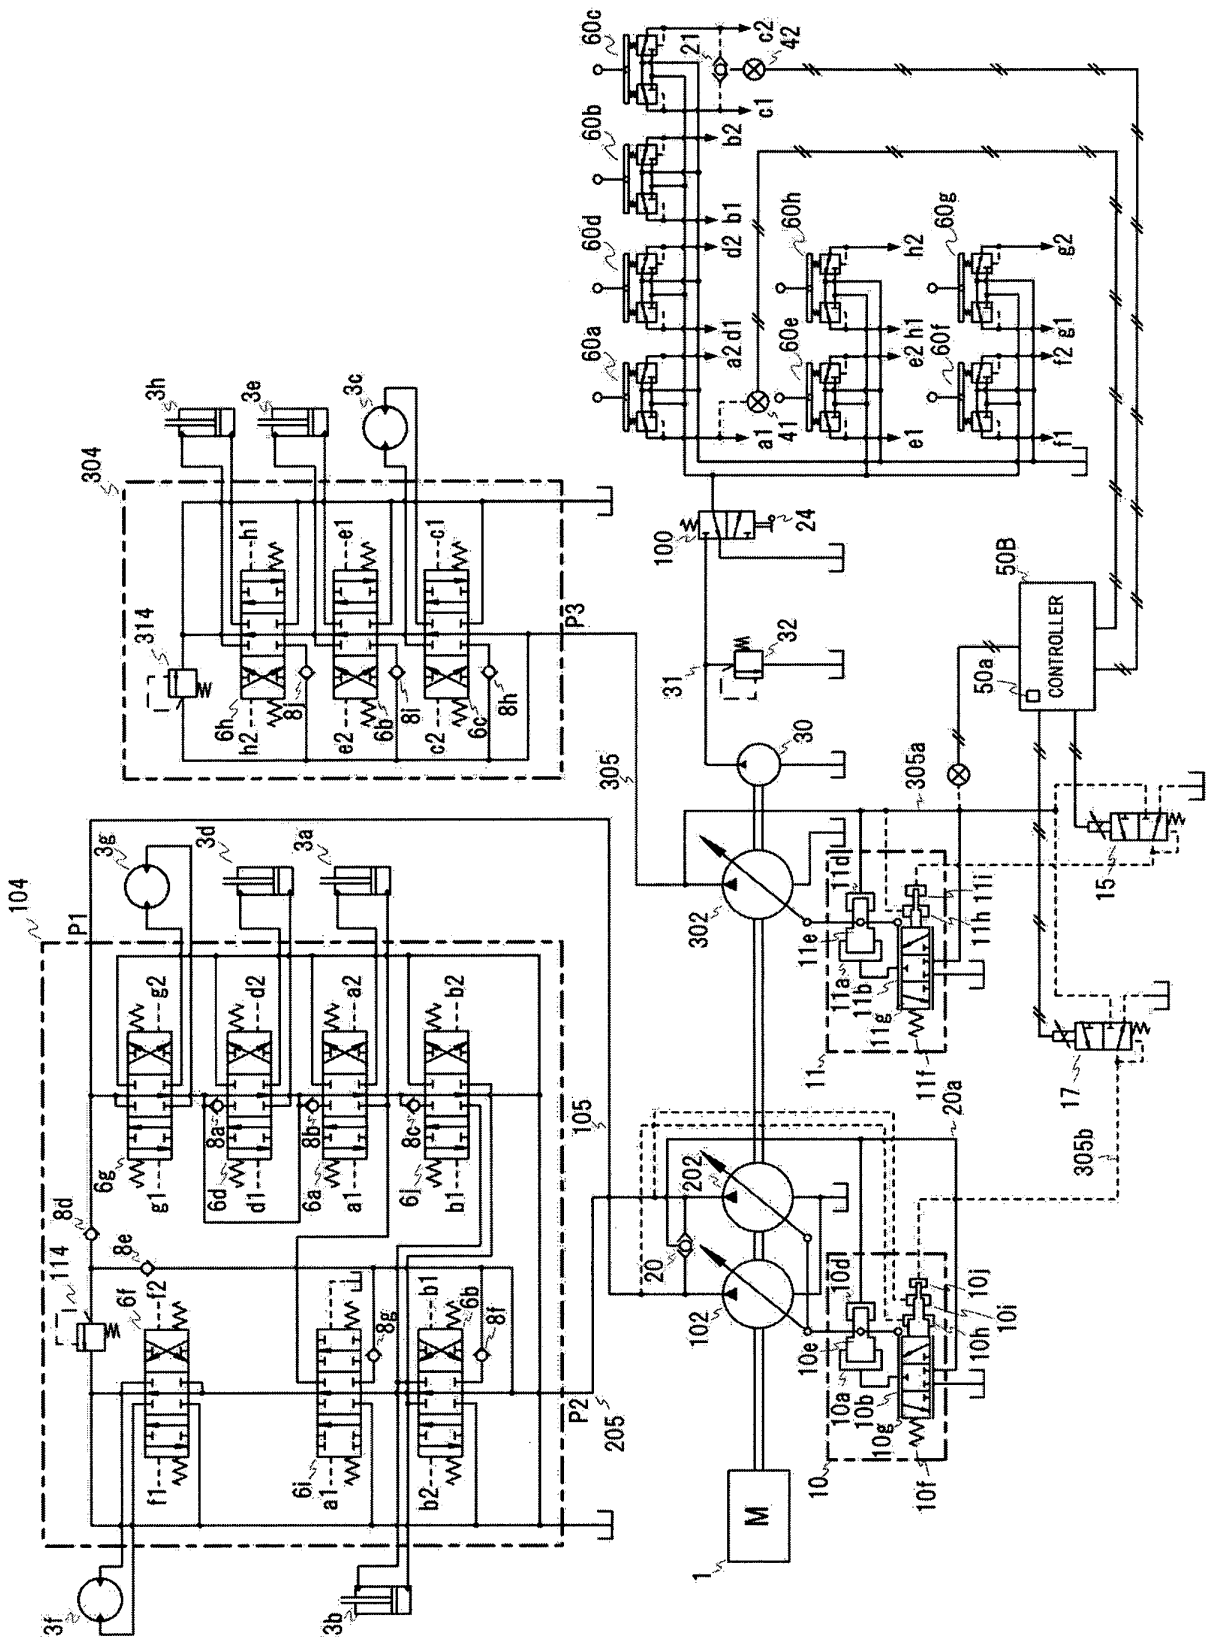 104
304
3f
f1
6f
f2
114
8e
8d
P1
6g
g1
g2
3g
314
3h
6h
h2
h1
8j
8a
6d
d1
d2
3d
3e
e2
e1
6b
8i
8b
6i
a1
6a
a1
a2
3a
3c
8g
c2
c1
6c
8h
3b
b2
b1
6b
8f
8c
6j
b1
b2
P2
205
105
305
P3
60a
60d
60b
60c
1
M
102
20
202
302
31
100
30
32
24
21
a1
a2
d1
d2
b1
b2
c1
c2
41
42
60e
60h
10
10a
10b
10d
10e
10f
10g
10h
10i
10j
11
11a
11b
11d
11e
11f
11g
11h
11i
e1
e2
h1
h2
60f
60g
20a
305a
f1
f2
g1
g2
50a
50B
CONTROLLER
17
15
305b